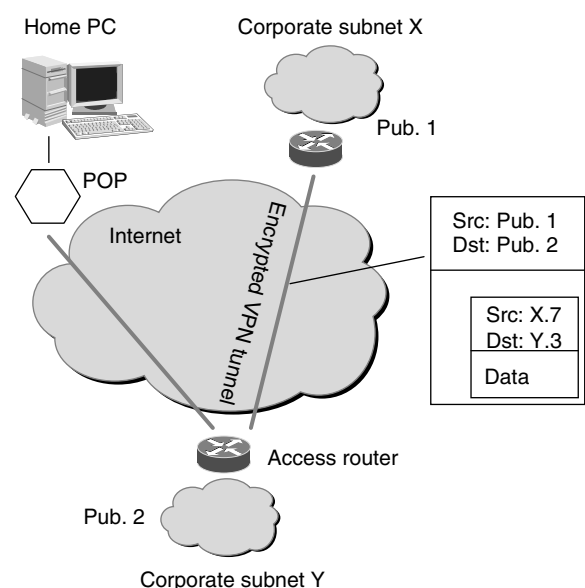 Home PC
Corporate subnet X
Pub. 1
POP
Internet
Encrypted VPN tunnel
Src: Pub. 1
Dst: Pub. 2
Src: X.7
Dst: Y.3
Data
Access router
Pub. 2
Corporate subnet Y